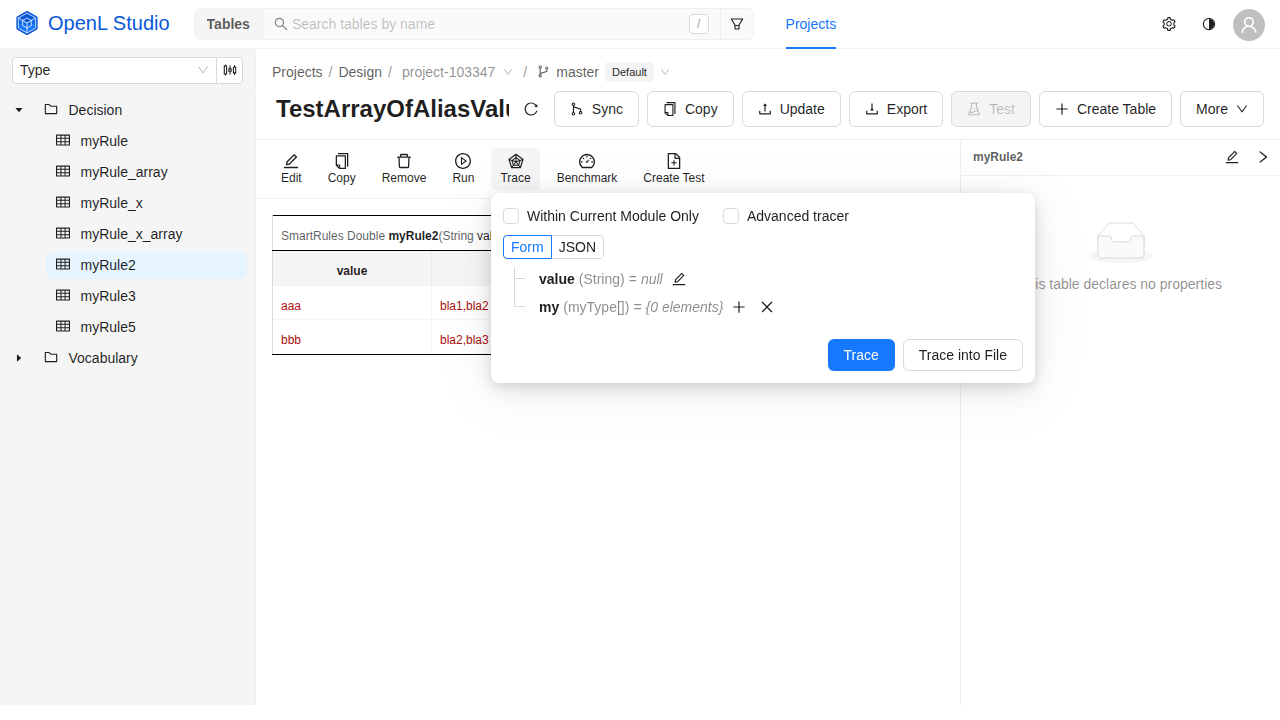 OpenL Studio
Tables
Search tables by name
/
Projects
Type
Decision
myRule
myRule_array
myRule_x
myRule_x_array
myRule2
myRule3
myRule5
Vocabulary
Projects / Design / project-103347 / master Default
TestArrayOfAliasValu
Sync
Copy
Update
Export
Test
Create Table
More
Edit
Copy
Remove
Run
Trace
Benchmark
Create Test
myRule2
SmartRules Double myRule2(String val
value
aaa
bla1,bla2
bbb
bla2,bla3
Within Current Module Only
Advanced tracer
Form
JSON
value (String) = null
my (myType[]) = {0 elements}
Trace
Trace into File
is table declares no properties